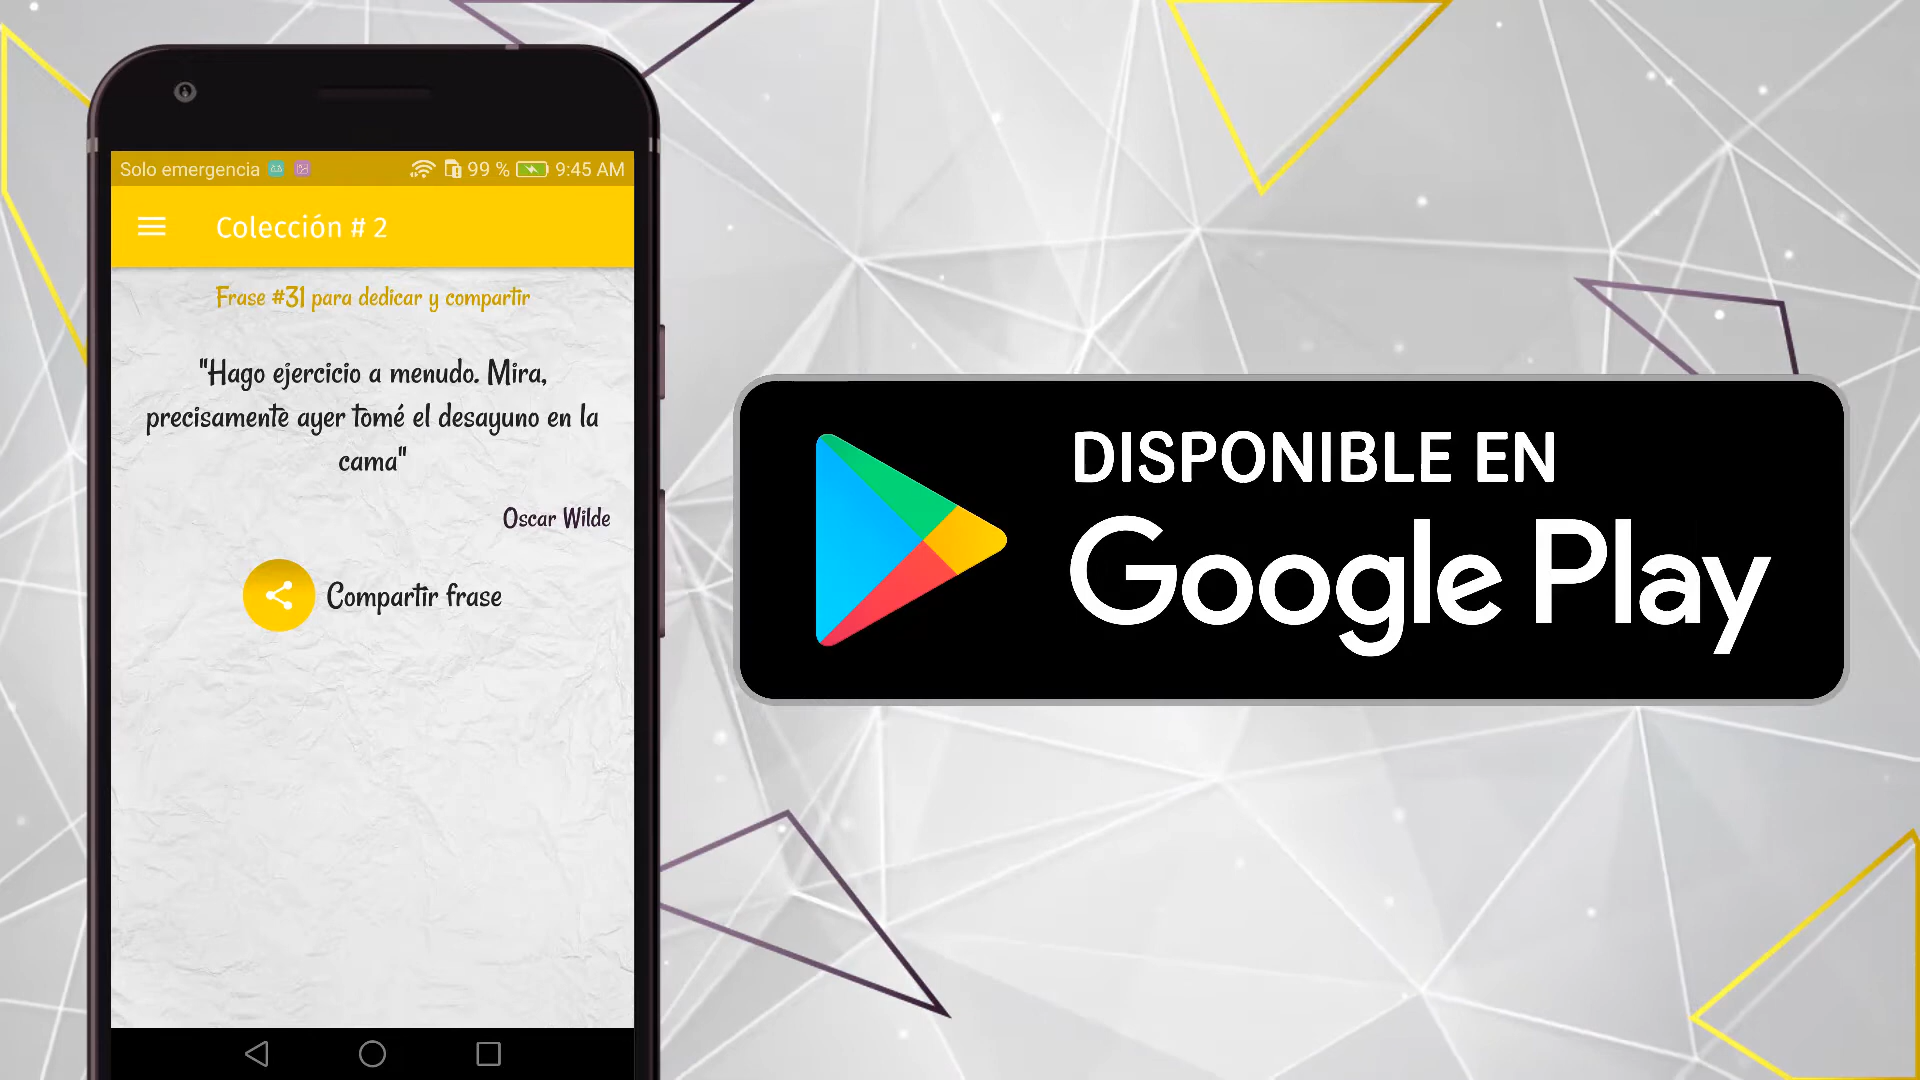 Solo emergencia 99 % 9:45 AM
Colección # 2
Frase #31 para dedicar y compartir
"Hago ejercicio a menudo. Mira,
precisamente ayer tomé el desayuno en la
cama"
Oscar Wilde
Compartir frase
DISPONIBLE EN
Google Play